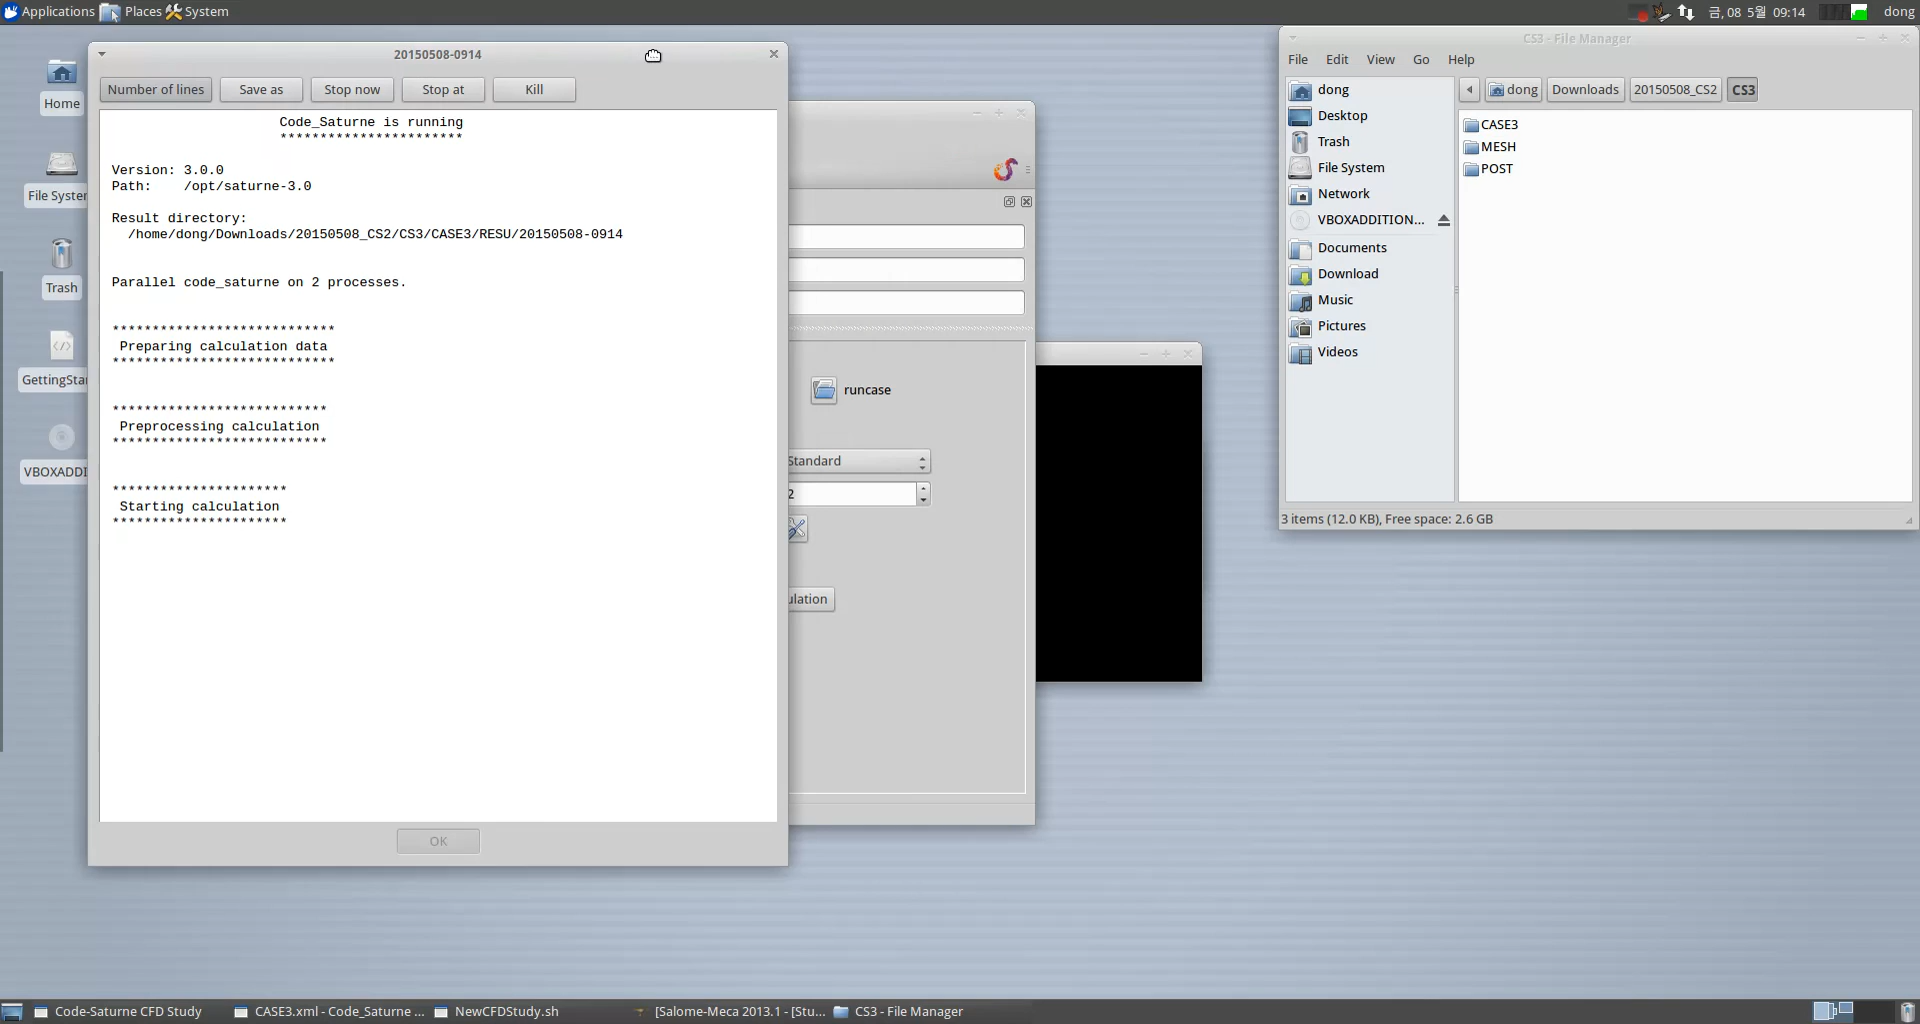 Applications Places System
금, 08 5월 09:14 dong
Home
File Syster
Trash
GettingStar
VBOXADDI
20150508-0914
Number of lines Save as Stop now Stop at Kill
Code_Saturne is running
***********************
Version: 3.0.0
Path: /opt/saturne-3.0
Result directory:
/home/dong/Downloads/20150508_CS2/CS3/CASE3/RESU/20150508-0914
Parallel code_saturne on 2 processes.
****************************
Preparing calculation data
****************************
***************************
Preprocessing calculation
***************************
**********************
Starting calculation
**********************
OK
runcase
Standard
2
ulation
CS3 - File Manager
File Edit View Go Help
dong Downloads 20150508_CS2 CS3
dong
Desktop
Trash
File System
Network
VBOXADDITION...
Documents
Download
Music
Pictures
Videos
CASE3
MESH
POST
3 items (12.0 KB), Free space: 2.6 GB
Code-Saturne CFD Study CASE3.xml - Code_Saturne ... NewCFDStudy.sh [Salome-Meca 2013.1 - [Stu... CS3 - File Manager